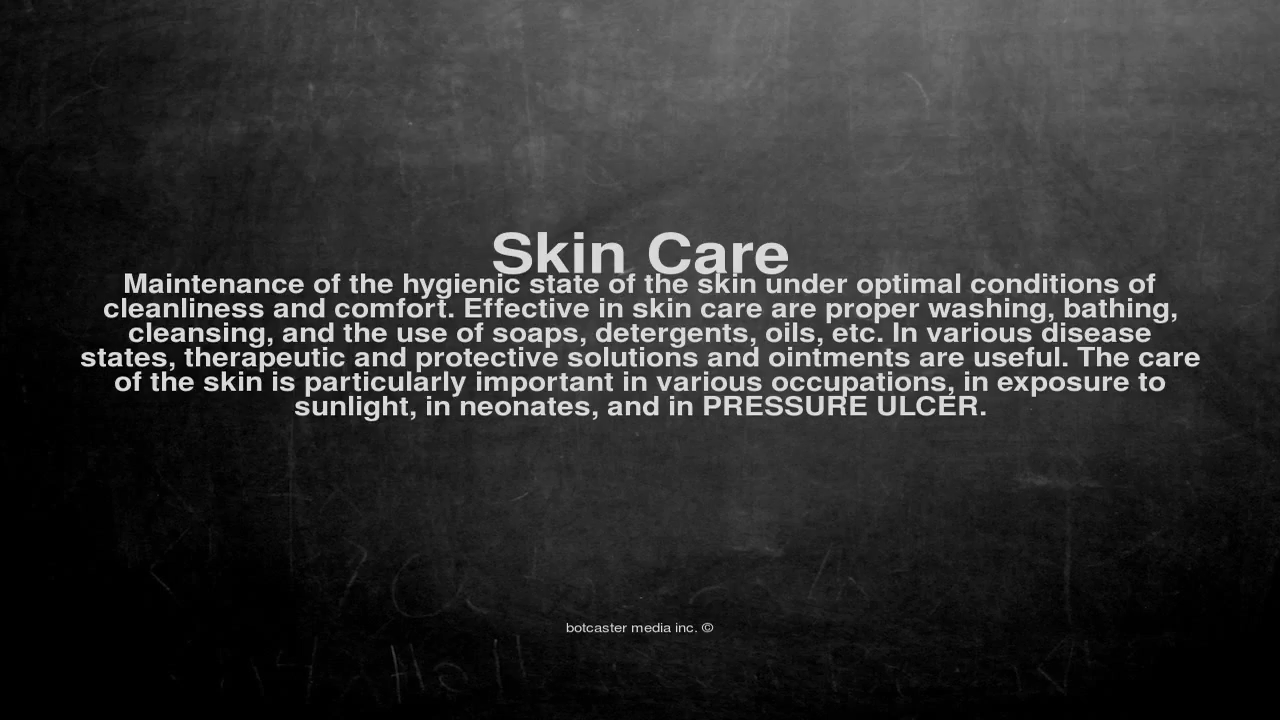 Skin Care
Maintenance of the hygienic state of the skin under optimal conditions of
cleanliness and comfort. Effective in skin care are proper washing, bathing,
cleansing, and the use of soaps, detergents, oils, etc. In various disease
states, therapeutic and protective solutions and ointments are useful. The care
of the skin is particularly important in various occupations, in exposure to
sunlight, in neonates, and in PRESSURE ULCER.
botcaster media inc. ©